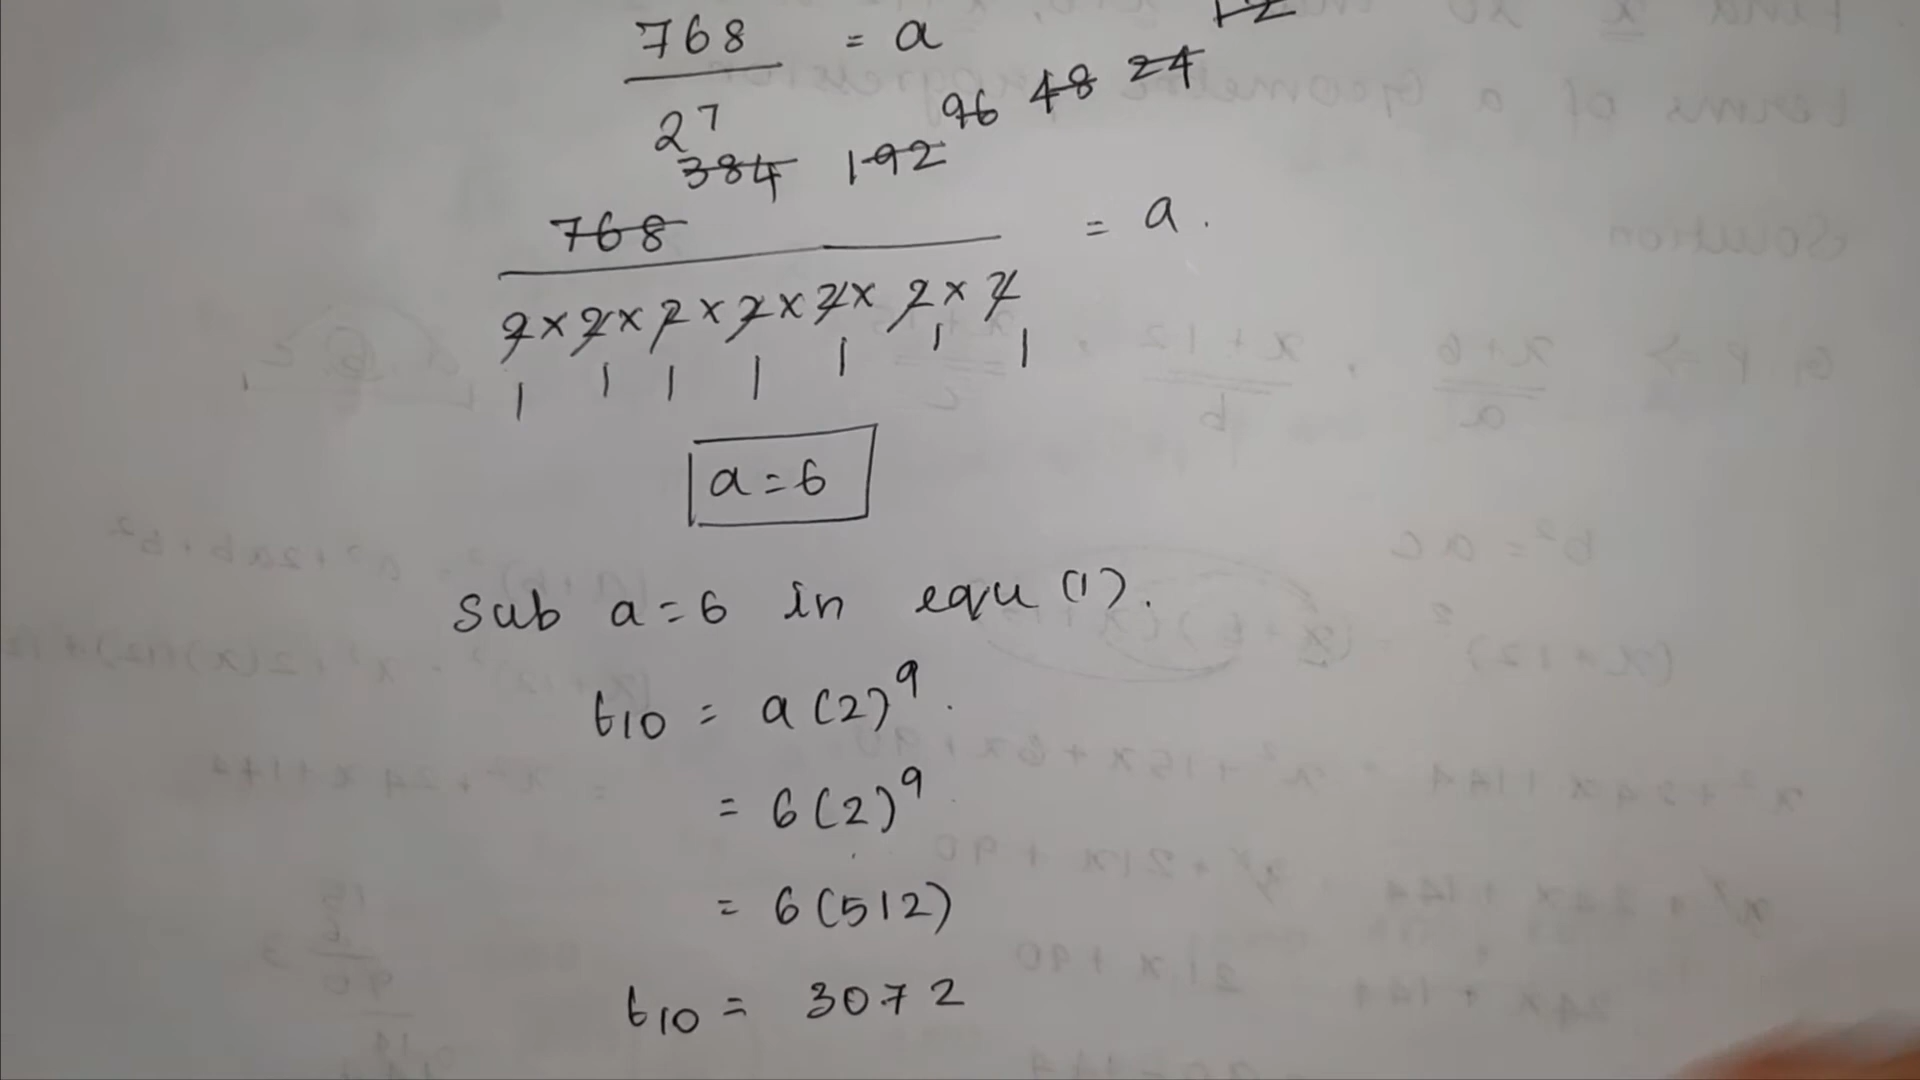 768 = a
2^7
12
384 192 96 48 24
768 = a.
2×2×2×2×2×2×2
1 1 1 1 1 1 1
a=6
Sub a=6 in equ (1).
t10 = a(2)^9.
= 6(2)^9
= 6(512)
t10 = 3072